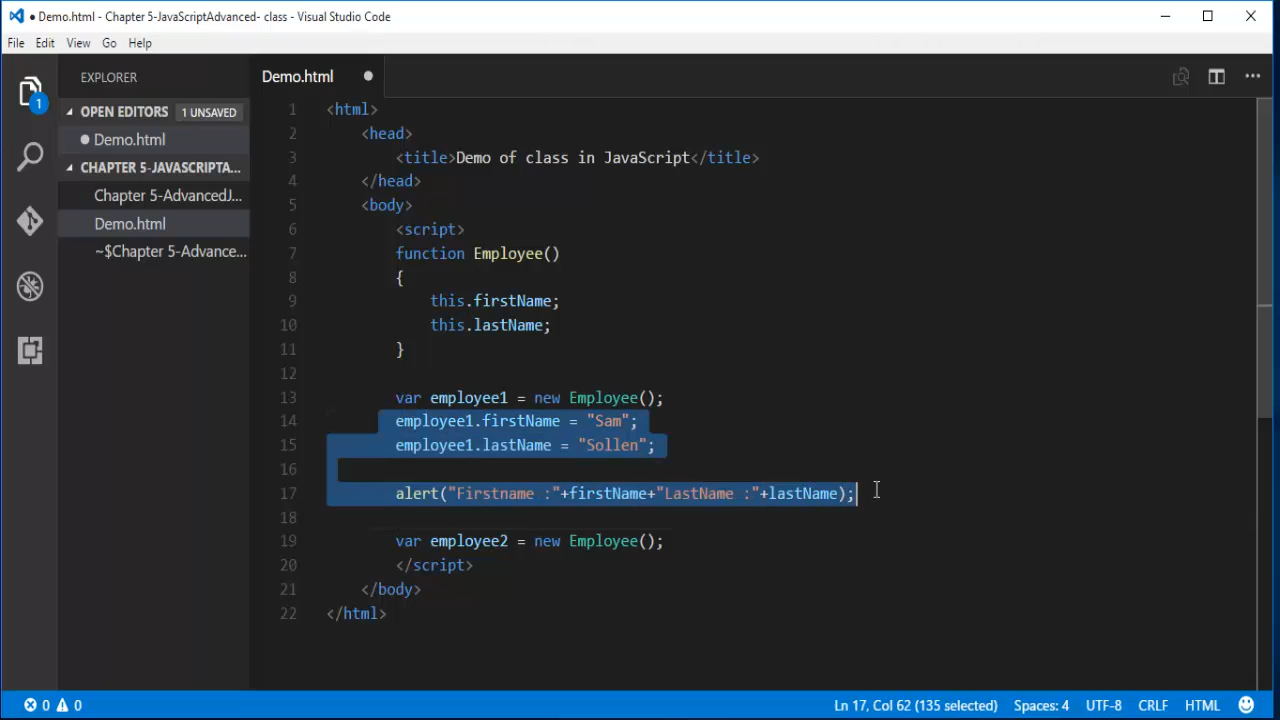 ● Demo.html - Chapter 5-JavaScriptAdvanced- class - Visual Studio Code
File Edit View Go Help
EXPLORER
OPEN EDITORS 1 UNSAVED
Demo.html
CHAPTER 5-JAVASCRIPTA...
Chapter 5-AdvancedJ...
Demo.html
~$Chapter 5-Advance...
1
Demo.html
1 <html>
2 <head>
3 <title>Demo of class in JavaScript</title>
4 </head>
5 <body>
6 <script>
7 function Employee()
8 {
9 this.firstName;
10 this.lastName;
11 }
12
13 var employee1 = new Employee();
14 employee1.firstName = "Sam";
15 employee1.lastName = "Sollen";
16
17 alert("Firstname :"+firstName+"LastName :"+lastName);
18
19 var employee2 = new Employee();
20 </script>
21 </body>
22 </html>
0 0 Ln 17, Col 62 (135 selected) Spaces: 4 UTF-8 CRLF HTML